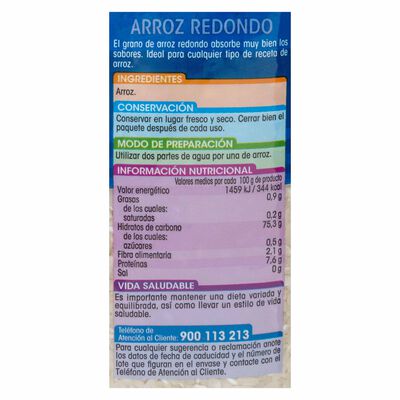 ARROZ REDONDO
El grano de arroz redondo absorbe muy bien los
sabores. Ideal para cualquier tipo de receta de
arroz.
INGREDIENTES
Arroz.
CONSERVACIÓN
Conservar en lugar fresco y seco. Cerrar bien el
paquete después de cada uso.
MODO DE PREPARACIÓN
Utilizar dos partes de agua por una de arroz.
INFORMACIÓN NUTRICIONAL
Valores medios por cada 100 g de producto
Valor energético 1459 kJ / 344 kcal
Grasas 0,9 g
de las cuales:
saturadas 0,2 g
Hidratos de carbono 75,3 g
de los cuales:
azúcares 0,5 g
Fibra alimentaria 2,1 g
Proteínas 7,6 g
Sal 0 g
VIDA SALUDABLE
Es importante mantener una dieta variada y
equilibrada, así como llevar un estilo de vida
saludable.
Teléfono de
Atención al Cliente: 900 113 213
Para cualquier sugerencia o reclamación anote
los datos de fecha de caducidad y el número de
lote que figuran en el envase y contacte con el
Teléfono de Atención al Cliente.